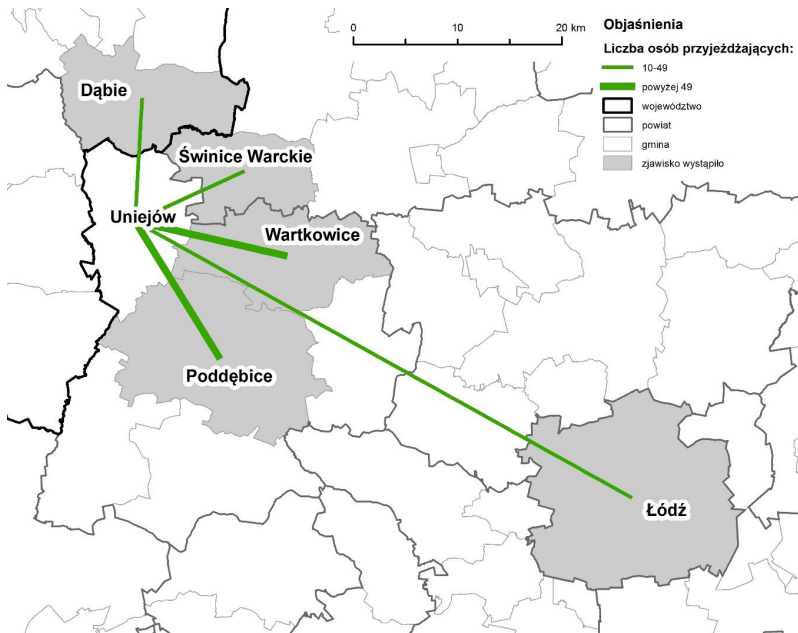 0 10 20 km
Objaśnienia
Liczba osób przyjeżdżających:
10-49
powyżej 49
województwo
powiat
gmina
zjawisko wystąpiło
Dąbie
Świnice Warckie
Uniejów
Wartkowice
Poddębice
Łódź